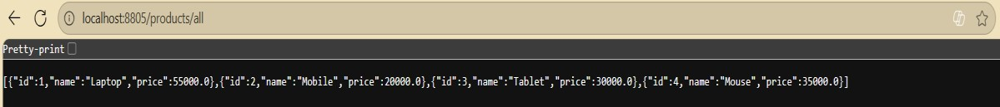 localhost:8805/products/all
Pretty-print
[{"id":1,"name":"Laptop","price":55000.0},{"id":2,"name":"Mobile","price":20000.0},{"id":3,"name":"Tablet","price":30000.0},{"id":4,"name":"Mouse","price":35000.0}]